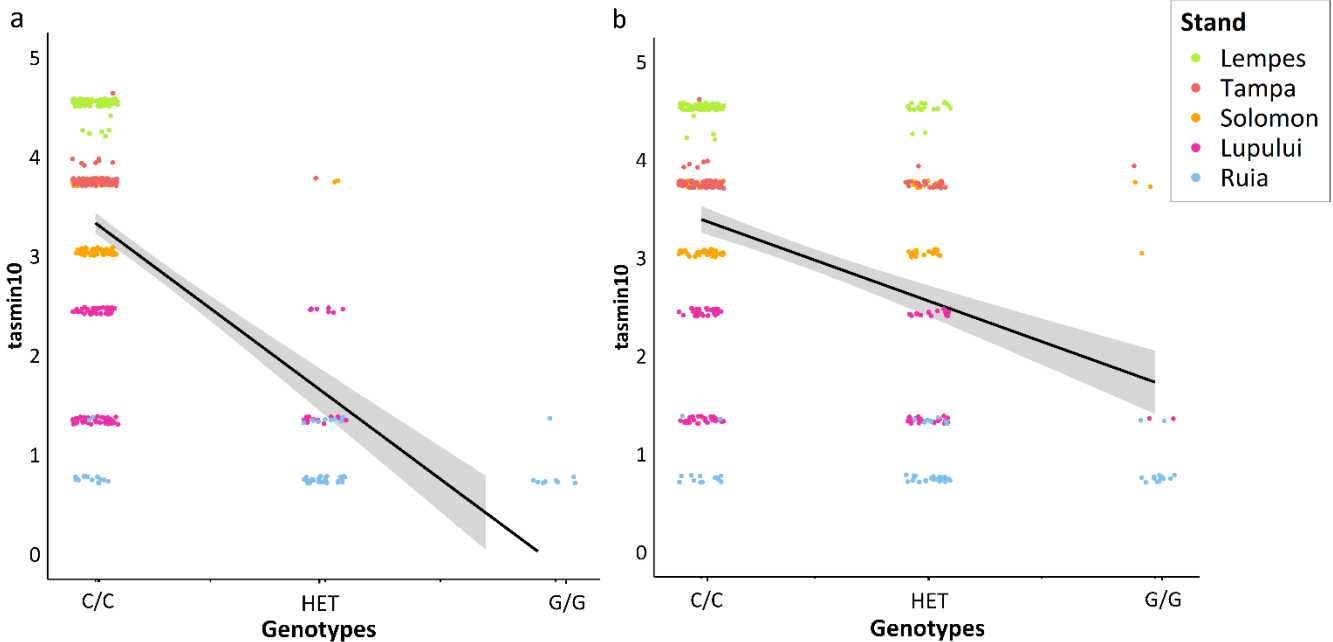 a
5
4
3
2
1
0
tasmin10
C/C
HET
G/G
Genotypes
b
5
4
3
2
1
0
tasmin10
C/C
HET
G/G
Genotypes
Stand
Lempes
Tampa
Solomon
Lupului
Ruia